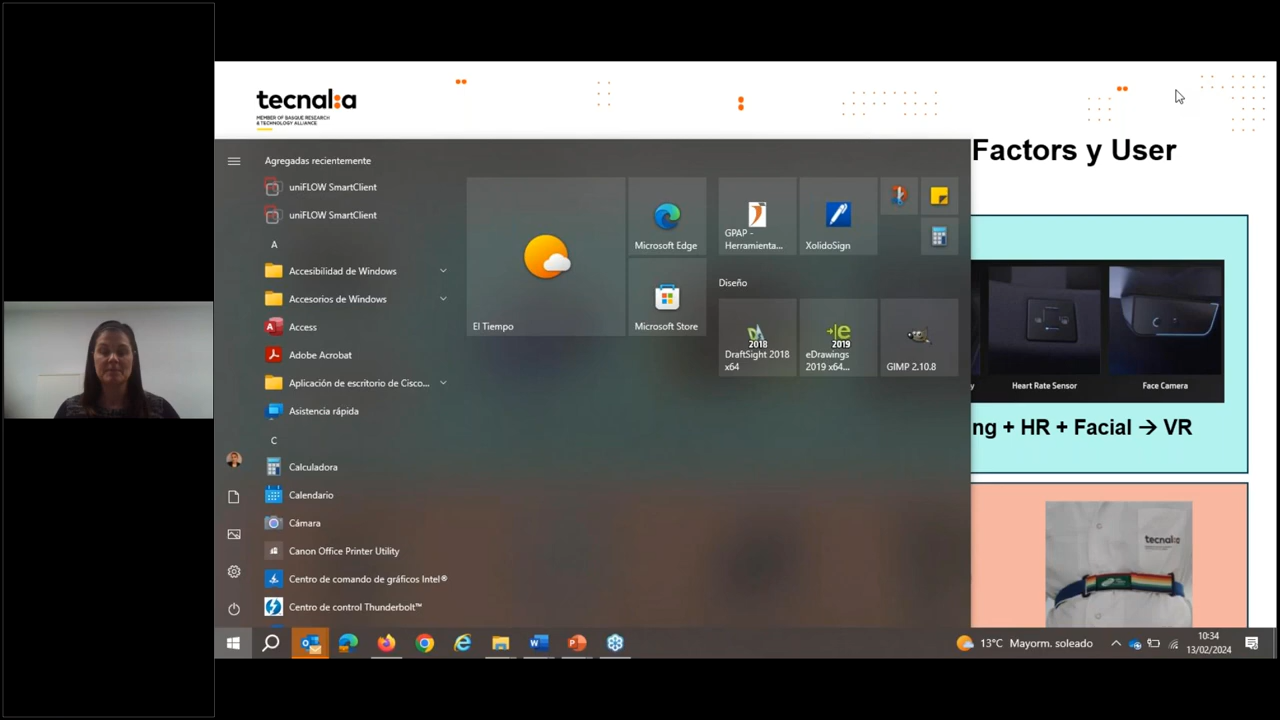 tecnal:a
MEMBER OF BASQUE RESEARCH
& TECHNOLOGY ALLIANCE
Factors y User
Agregadas recientemente
uniFLOW SmartClient
uniFLOW SmartClient
A
Accesibilidad de Windows
Accesorios de Windows
Access
Adobe Acrobat
Aplicación de escritorio de Cisco...
Asistencia rápida
C
Calculadora
Calendario
Cámara
Canon Office Printer Utility
Centro de comando de gráficos Intel®
Centro de control Thunderbolt™
El Tiempo
Microsoft Edge
Microsoft Store
GPAP -
Herramienta...
XolidoSign
Diseño
2018
DraftSight 2018
x64
2019
eDrawings
2019 x64...
GIMP 2.10.8
Heart Rate Sensor
Face Camera
ng + HR + Facial → VR
tecnal:a
13°C Mayorm. soleado
10:34
13/02/2024